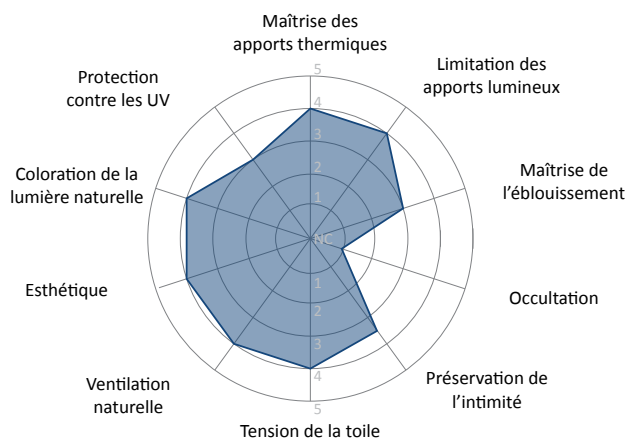 Maîtrise des
apports thermiques
Limitation des
apports lumineux
Maîtrise de
l'éblouissement
Occultation
Préservation de
l'intimité
Tension de la toile
Ventilation
naturelle
Esthétique
Coloration de la
lumière naturelle
Protection
contre les UV
5
4
3
2
1
NC
1
2
3
4
5